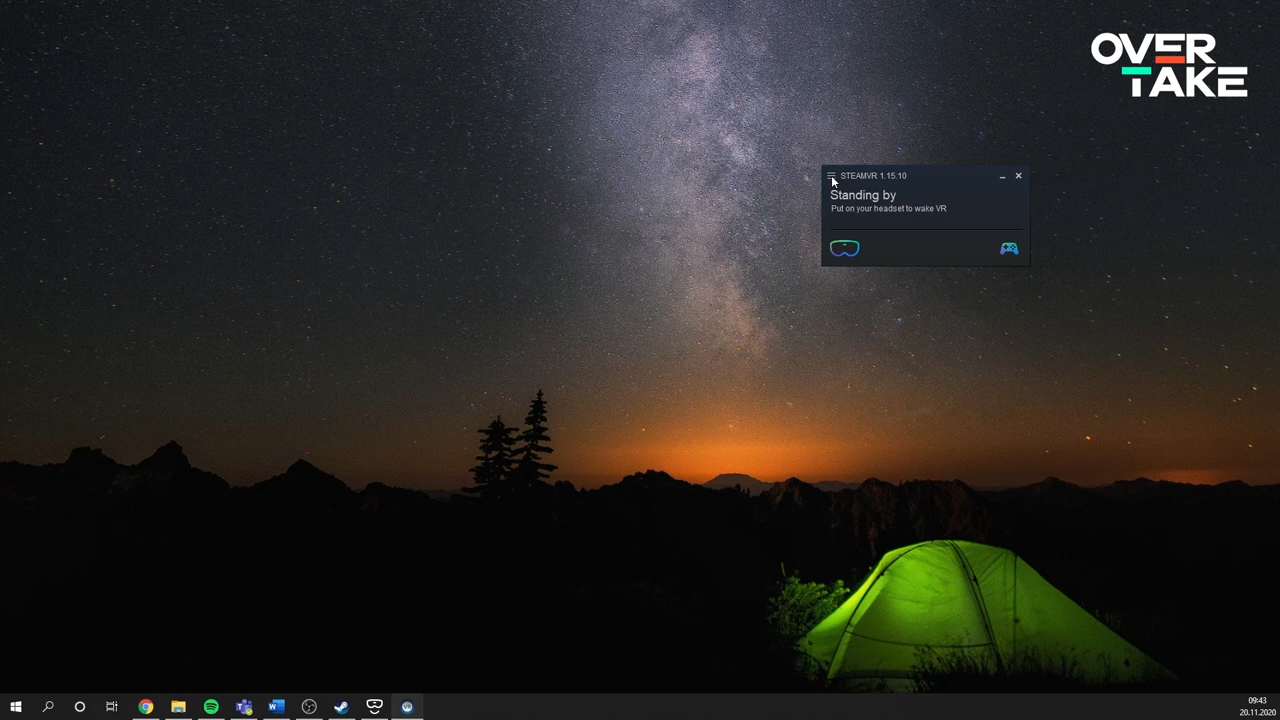 OVER
TAKE
STEAMVR 1.15.10
Standing by
Put on your headset to wake VR
09:43
20.11.2020